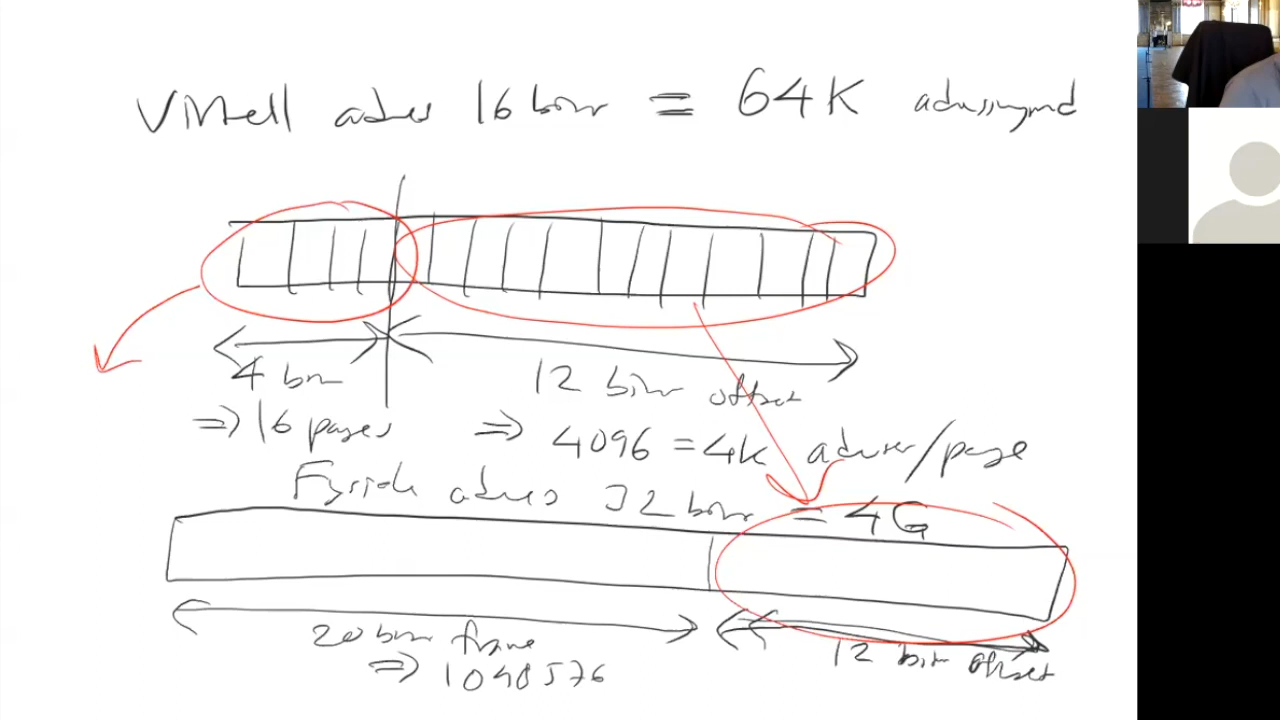 Virtuell adress 16 bitar = 64K adressrymd
4 bitar
12 bitar offset
=> 16 pages
=> 4096 = 4K adresser/page
Fysisk adress 32 bitar = 4G
20 bitar frame
12 bitar offset
=> 1048576